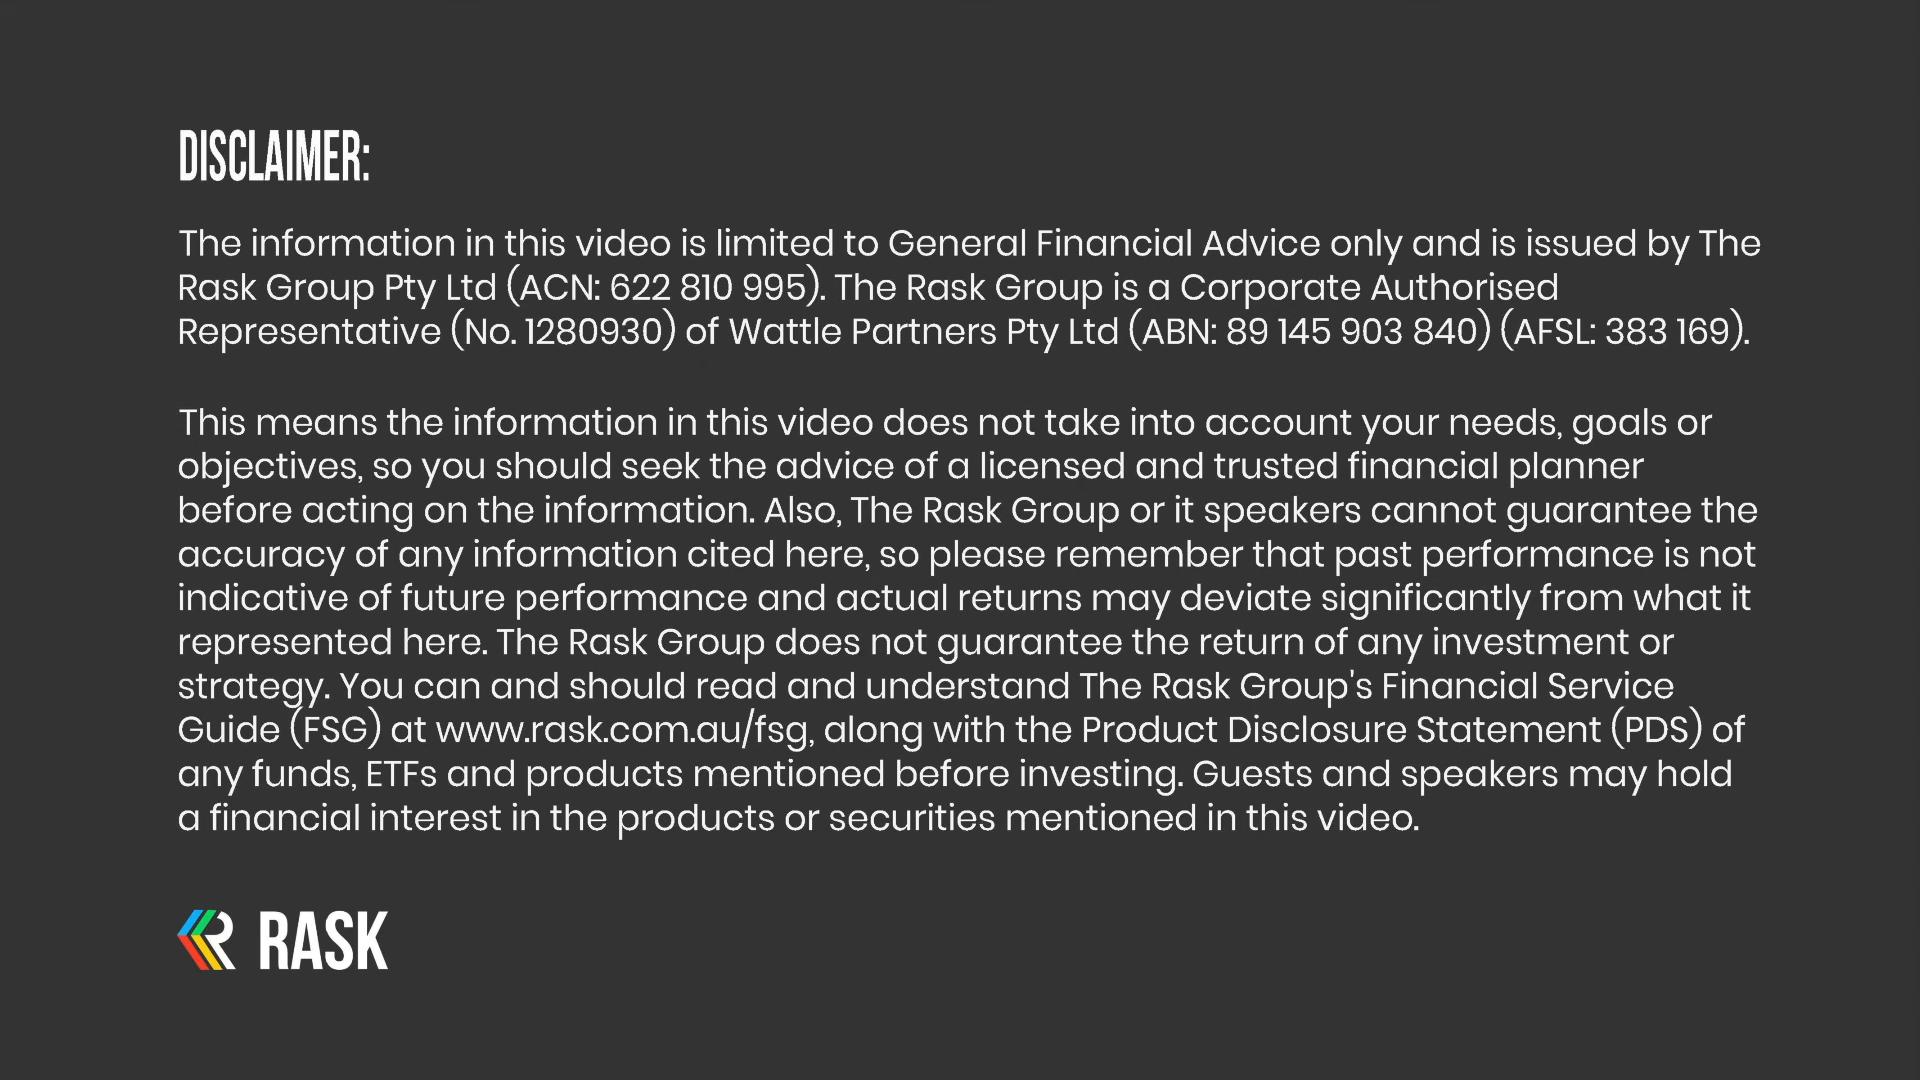 DISCLAIMER:
The information in this video is limited to General Financial Advice only and is issued by The
Rask Group Pty Ltd (ACN: 622 810 995). The Rask Group is a Corporate Authorised
Representative (No. 1280930) of Wattle Partners Pty Ltd (ABN: 89 145 903 840) (AFSL: 383 169).
This means the information in this video does not take into account your needs, goals or
objectives, so you should seek the advice of a licensed and trusted financial planner
before acting on the information. Also, The Rask Group or it speakers cannot guarantee the
accuracy of any information cited here, so please remember that past performance is not
indicative of future performance and actual returns may deviate significantly from what it
represented here. The Rask Group does not guarantee the return of any investment or
strategy. You can and should read and understand The Rask Group's Financial Service
Guide (FSG) at www.rask.com.au/fsg, along with the Product Disclosure Statement (PDS) of
any funds, ETFs and products mentioned before investing. Guests and speakers may hold
a financial interest in the products or securities mentioned in this video.
RASK